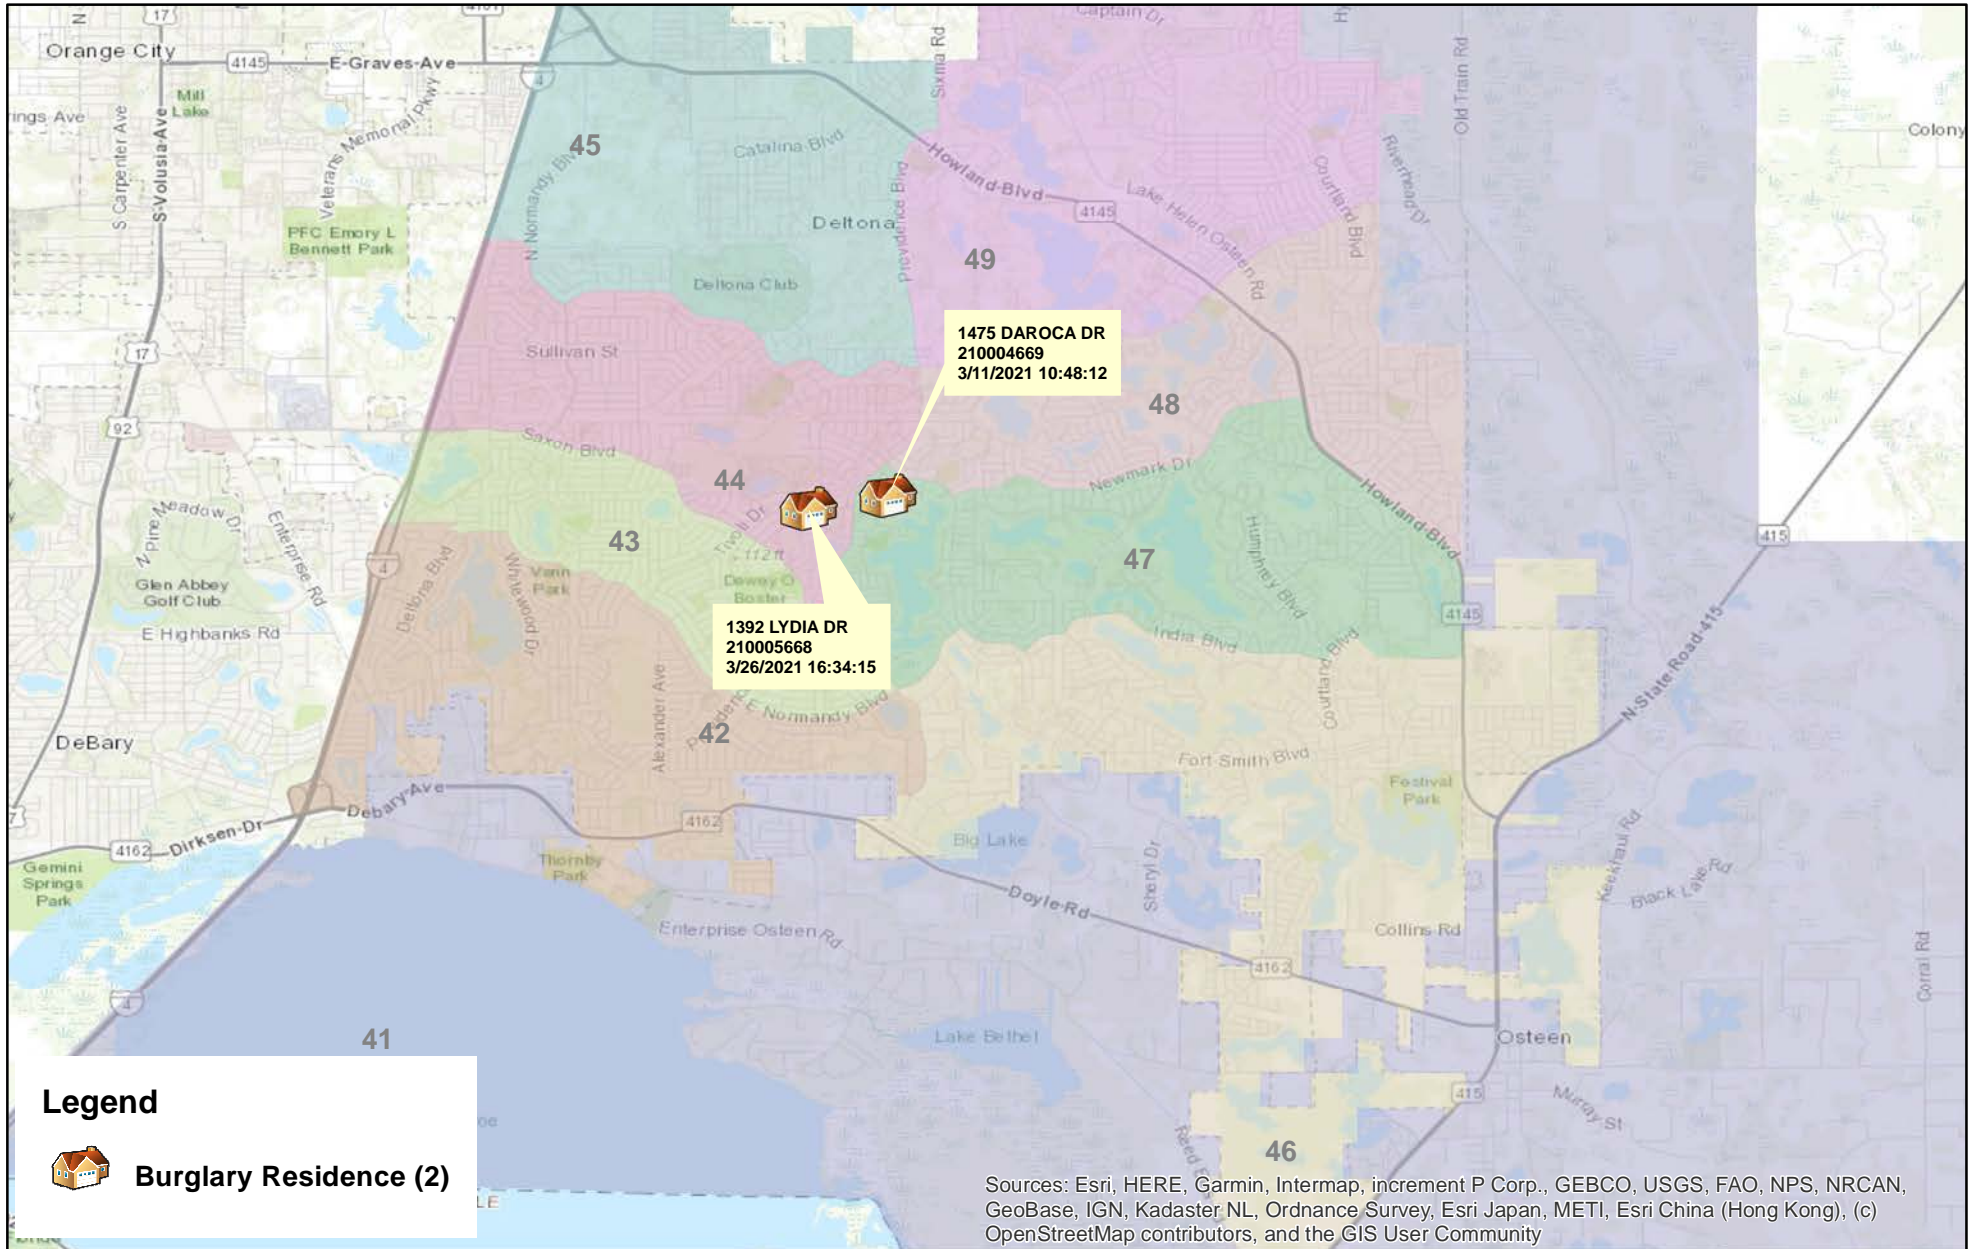 17
4101
Captain Dr
Orange City
4145
E-Graves-Ave
4
Sixma Rd
Old Train Rd
Mill
Lake
Veterans Memorial Pkwy
S Carpenter Ave
S-Volusia-Ave
45
Catalina Blvd
Colony
Howland-Blvd
Riverhead Dr
Courtland Blvd
N Normandy Blvd
Providence Blvd
Lake Helen Osteen Rd
4145
Deltona
PFC Emory L
Bennett Park
49
Deltona Club
1475 DAROCA DR
210004669
3/11/2021 10:48:12
17
Sullivan St
48
92
Saxon Blvd
44
Newmark Dr
Howland-Blvd
N Pine Meadow Dr
Enterprise Rd
43
Tivoli Dr
112 ft
47
Humphrey Blvd
415
4
Deltona Blvd
Whitewood Dr
Vann
Park
Glen Abbey
Golf Club
Dewey O
Boster
4145
E Highbanks Rd
1392 LYDIA DR
210005668
3/26/2021 16:34:15
India Blvd
Courtland Blvd
N-State-Road-415
Alexander Ave
E Normandy Blvd
42
DeBary
Fort Smith Blvd
Festival
Park
Debary-Ave
4162
4162
Dirksen-Dr
Big Lake
Keekhaul Rd
Gemini
Springs
Park
Thornby
Park
Sheryl Dr
Black Lake Rd
Doyle-Rd
Enterprise Osteen Rd
Collins Rd
4162
Corral Rd
4
41
Lake Bethel
Osteen
Legend
415
Murray St
Burglary Residence (2)
46
Sources: Esri, HERE, Garmin, Intermap, increment P Corp., GEBCO, USGS, FAO, NPS, NRCAN,
GeoBase, IGN, Kadaster NL, Ordnance Survey, Esri Japan, METI, Esri China (Hong Kong), (c)
OpenStreetMap contributors, and the GIS User Community